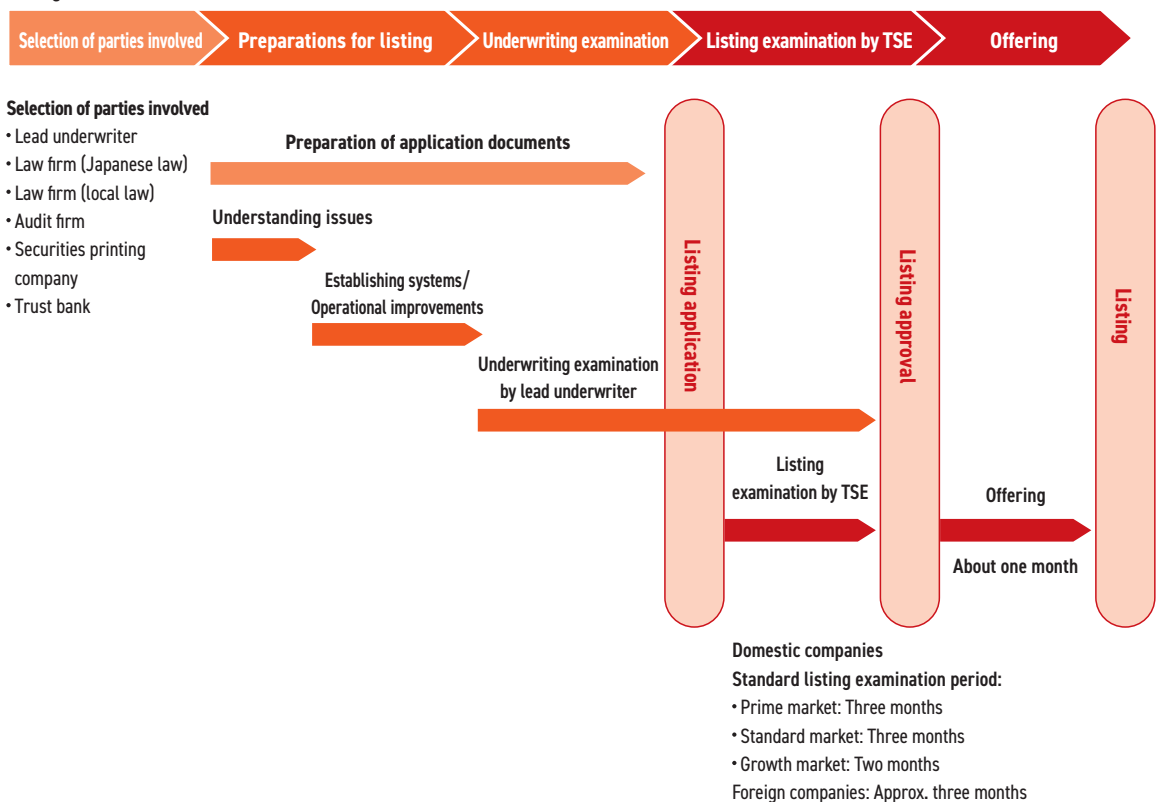 Selection of parties involved
Preparations for listing
Underwriting examination
Listing examination by TSE
Offering
Selection of parties involved
• Lead underwriter
• Law firm (Japanese law)
• Law firm (local law)
• Audit firm
• Securities printing
company
• Trust bank
Preparation of application documents
Understanding issues
Establishing systems/
Operational improvements
Underwriting examination
by lead underwriter
Listing application
Listing
examination by TSE
Listing approval
Offering
About one month
Listing
Domestic companies
Standard listing examination period:
• Prime market: Three months
• Standard market: Three months
• Growth market: Two months
Foreign companies: Approx. three months